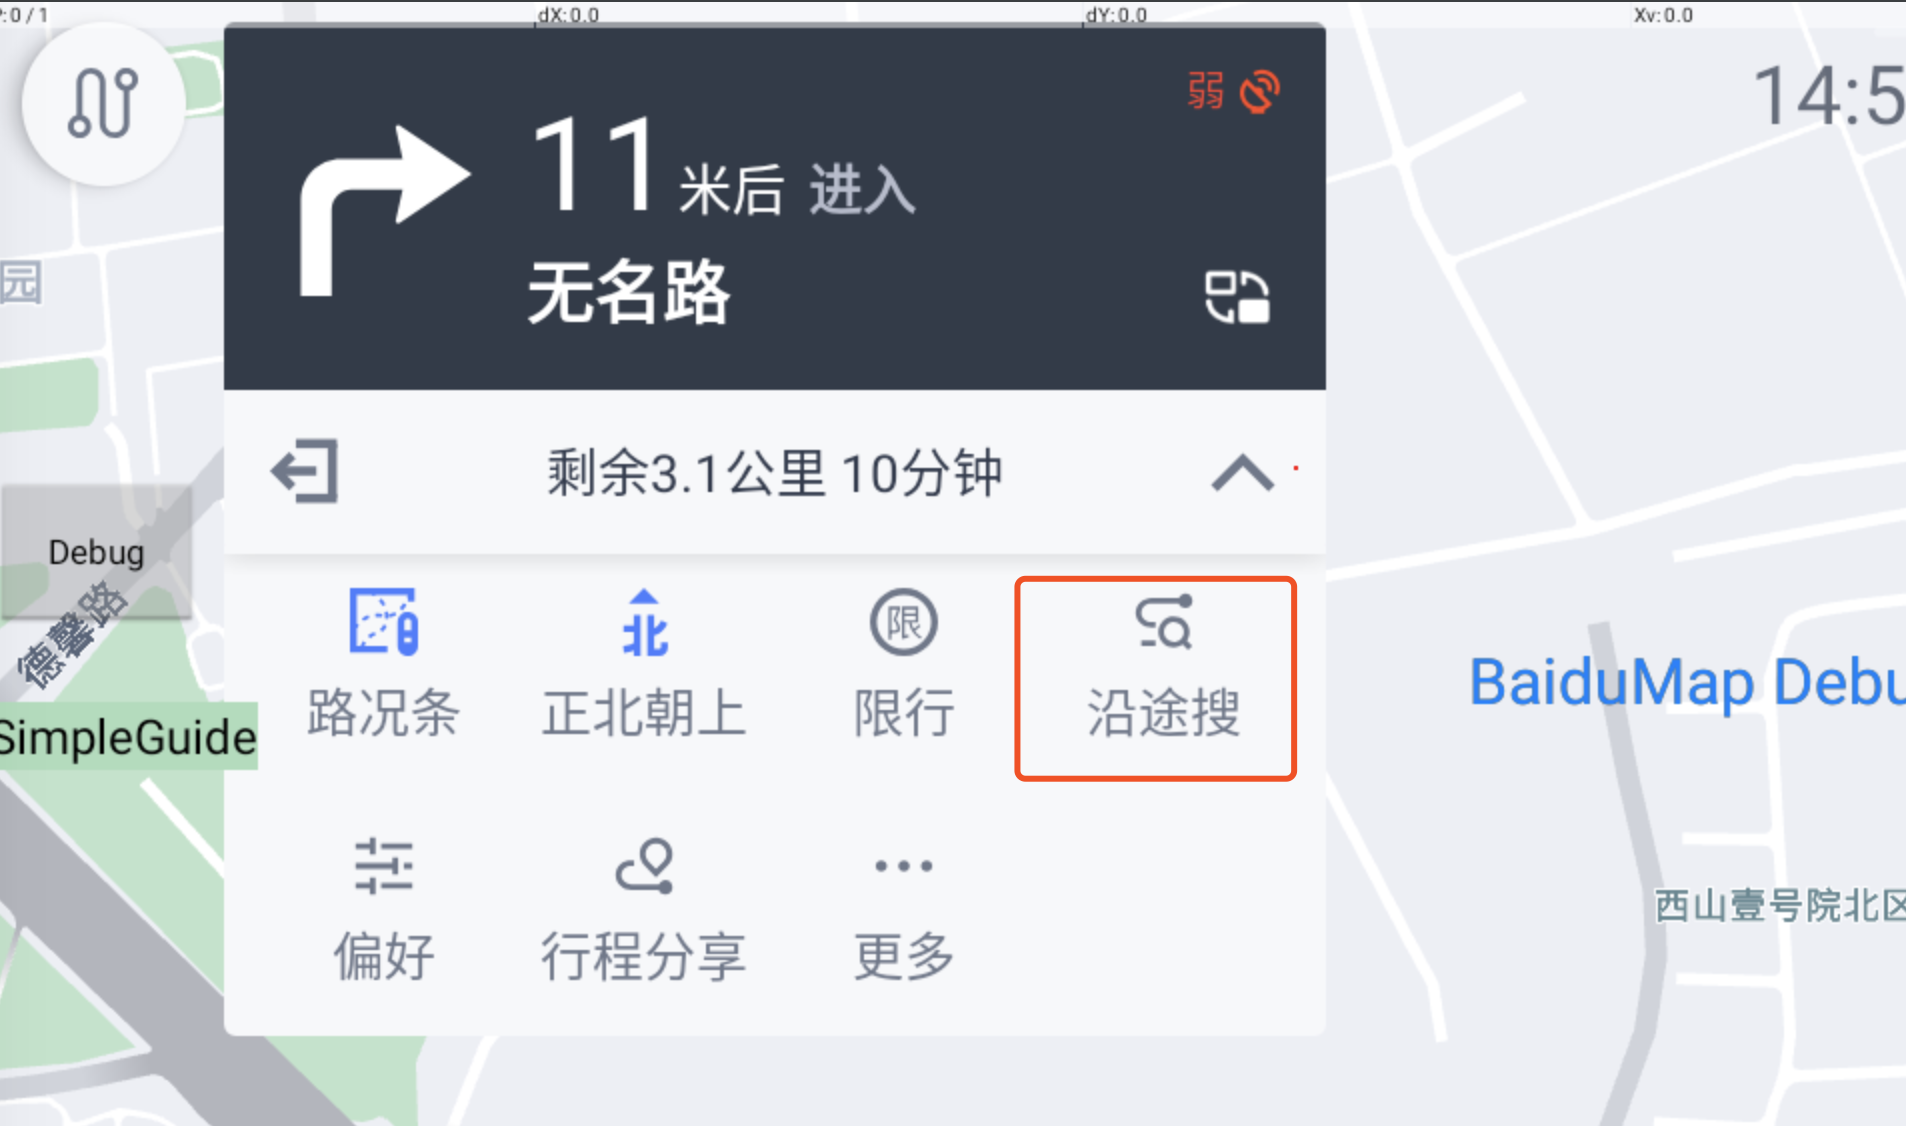 P:0 / 1
dX:0.0
dY:0.0
Xv:0.0
14:5
弱
11 米后 进入
无名路
园
剩余3.1公里 10分钟
Debug
德馨路
北
限
路况条
正北朝上
限行
沿途搜
BaiduMap Debu
SimpleGuide
偏好
行程分享
更多
西山壹号院北区